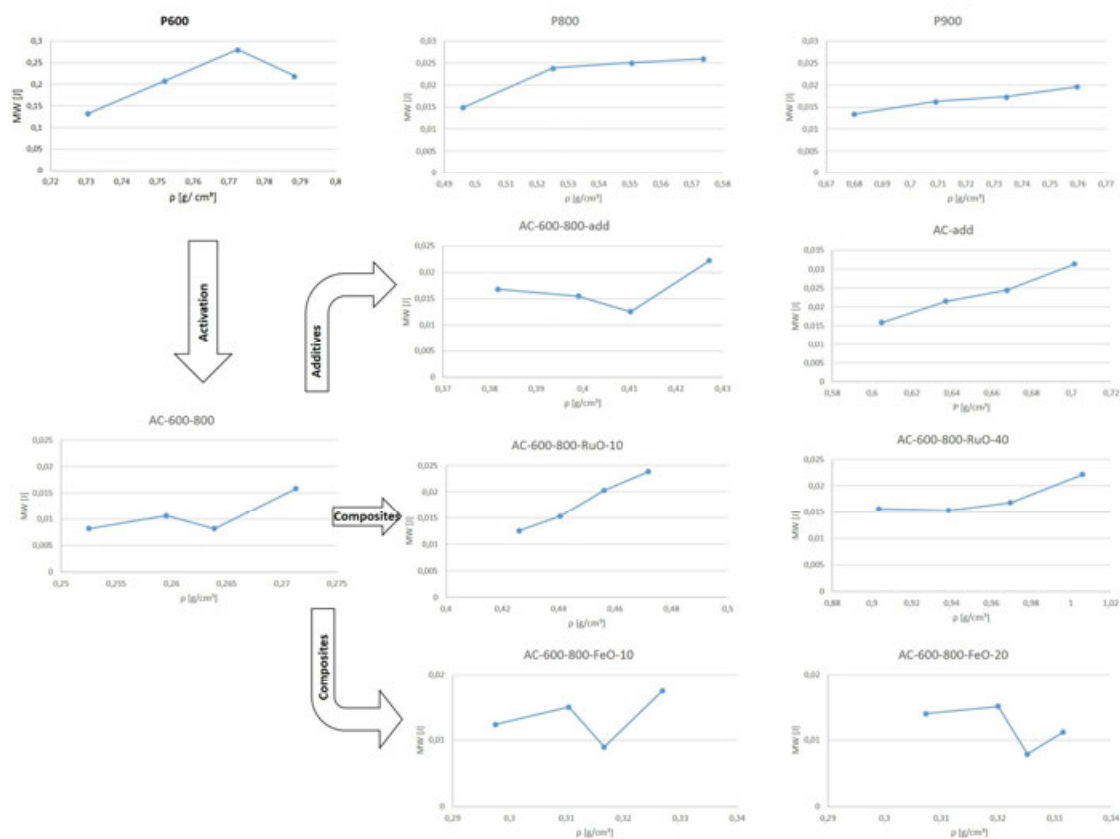 P600
MW [J]
0,3
0,25
0,2
0,15
0,1
0,05
0
0,72 0,73 0,74 0,75 0,76 0,77 0,78 0,79 0,8
ρ [g/ cm³]
P800
MW [J]
0,03
0,025
0,02
0,015
0,01
0,005
0
0,49 0,5 0,51 0,52 0,53 0,54 0,55 0,56 0,57 0,58
ρ [g/cm³]
P900
MW [J]
0,03
0,025
0,02
0,015
0,01
0,005
0
0,67 0,68 0,69 0,7 0,71 0,72 0,73 0,74 0,75 0,76 0,77
ρ [g/cm³]
Activation
Additives
AC-600-800-add
MW [J]
0,025
0,02
0,015
0,01
0,005
0
0,37 0,38 0,39 0,4 0,41 0,42 0,43
ρ [g/cm³]
AC-add
MW [J]
0,035
0,03
0,025
0,02
0,015
0,01
0,005
0
0,58 0,6 0,62 0,64 0,66 0,68 0,7 0,72
P [g/cm³]
AC-600-800
MW [J]
0,025
0,02
0,015
0,01
0,005
0
0,25 0,255 0,26 0,265 0,27 0,275
ρ [g/cm³]
Composites
AC-600-800-RuO-10
MW [J]
0,025
0,02
0,015
0,01
0,005
0
0,4 0,42 0,44 0,46 0,48 0,5
ρ [g/cm³]
AC-600-800-RuO-40
MW [J]
0,025
0,02
0,015
0,01
0,005
0
0,88 0,9 0,92 0,94 0,96 0,98 1 1,02
ρ [g/cm³]
Composites
AC-600-800-FeO-10
MW [J]
0,02
0,01
0
0,29 0,3 0,31 0,32 0,33 0,34
ρ [g/cm³]
AC-600-800-FeO-20
MW [J]
0,02
0,01
0
0,29 0,3 0,31 0,32 0,33 0,34
ρ [g/cm³]